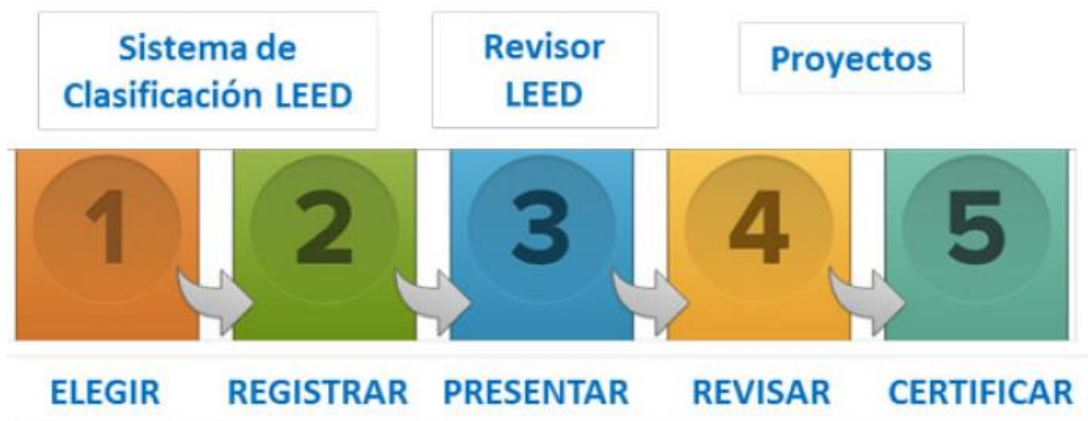 Sistema de
Clasificación LEED
Revisor
LEED
Proyectos
1 2 3 4 5
ELEGIR REGISTRAR PRESENTAR REVISAR CERTIFICAR